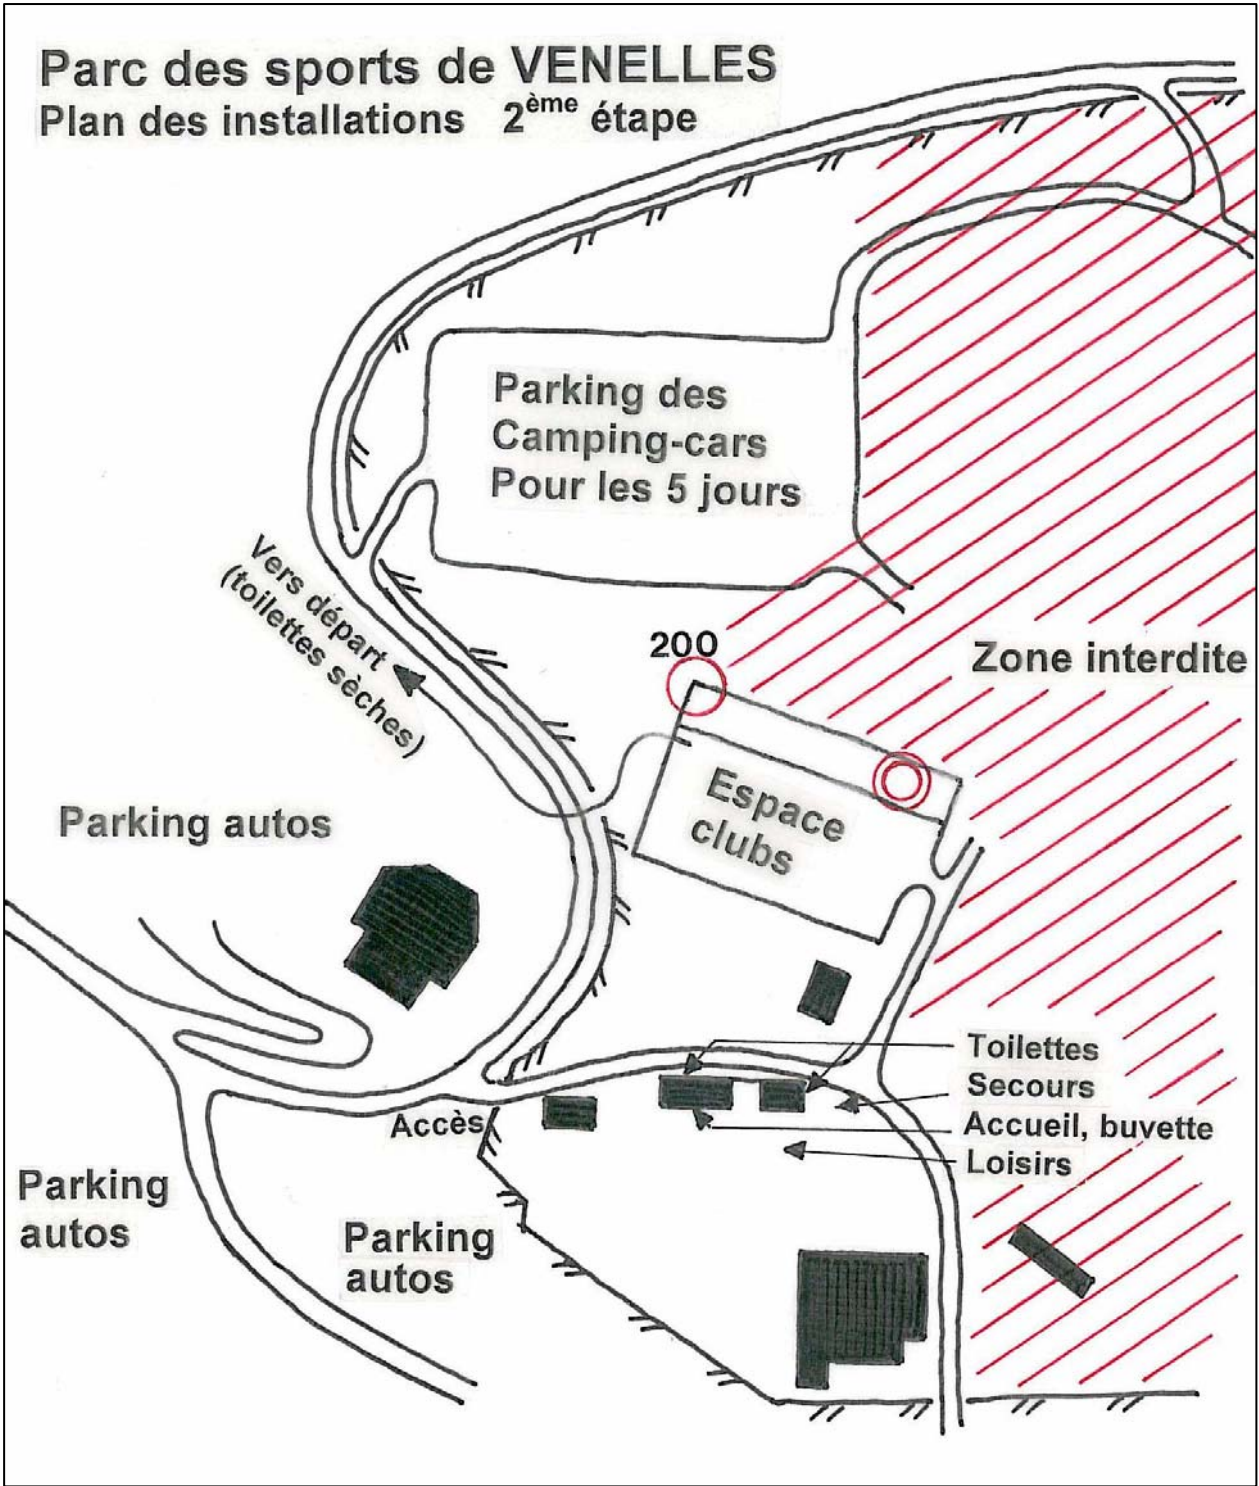 Parc des sports de VENELLES
Plan des installations 2ème étape
Parking des
Camping-cars
Pour les 5 jours
Vers départ
(toilettes sèches)
200
Zone interdite
Espace
clubs
Parking autos
Toilettes
Secours
Accueil, buvette
Loisirs
Accès
Parking
autos
Parking
autos